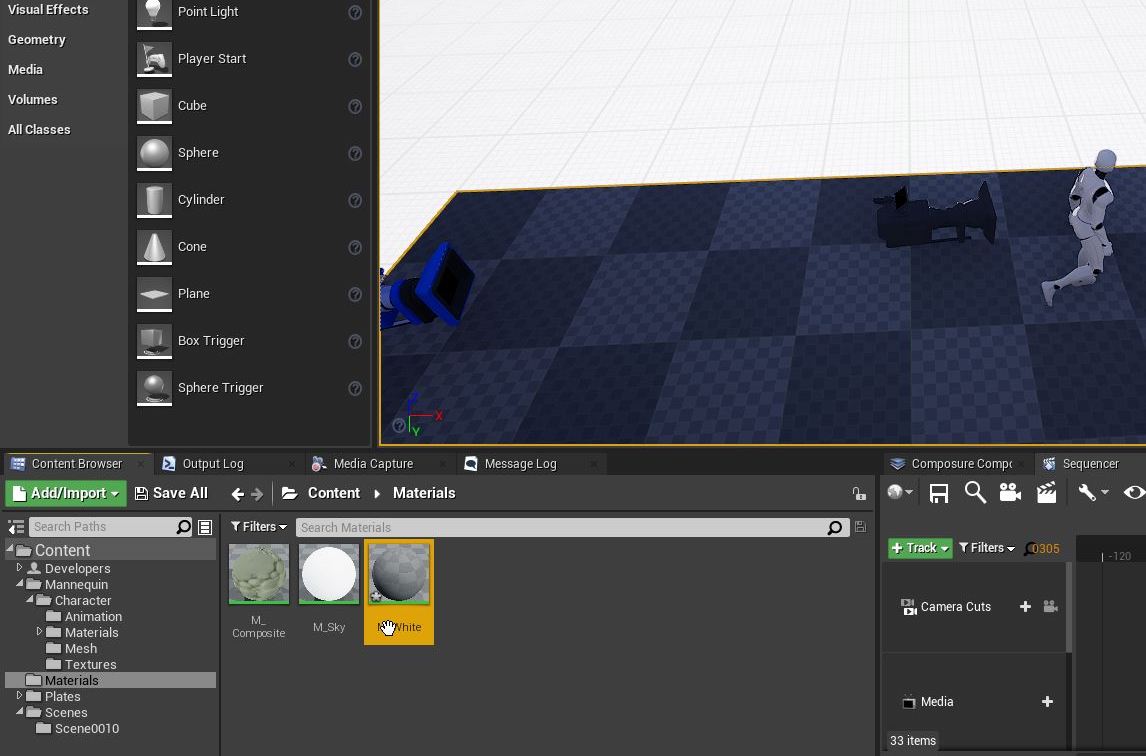 Visual Effects
Geometry
Media
Volumes
All Classes
Point Light
Player Start
Cube
Sphere
Cylinder
Cone
Plane
Box Trigger
Sphere Trigger
Z
X
Y
Content Browser
Output Log
Media Capture
Message Log
Add/Import
Save All
Content
Materials
Search Paths
Filters
Search Materials
Content
Developers
Mannequin
Character
Animation
Materials
Mesh
Textures
Materials
Plates
Scenes
Scene0010
M_
Composite
M_Sky
White
Composure Compo
Sequencer
Track
Filters
0305
-120
Camera Cuts
Media
33 items